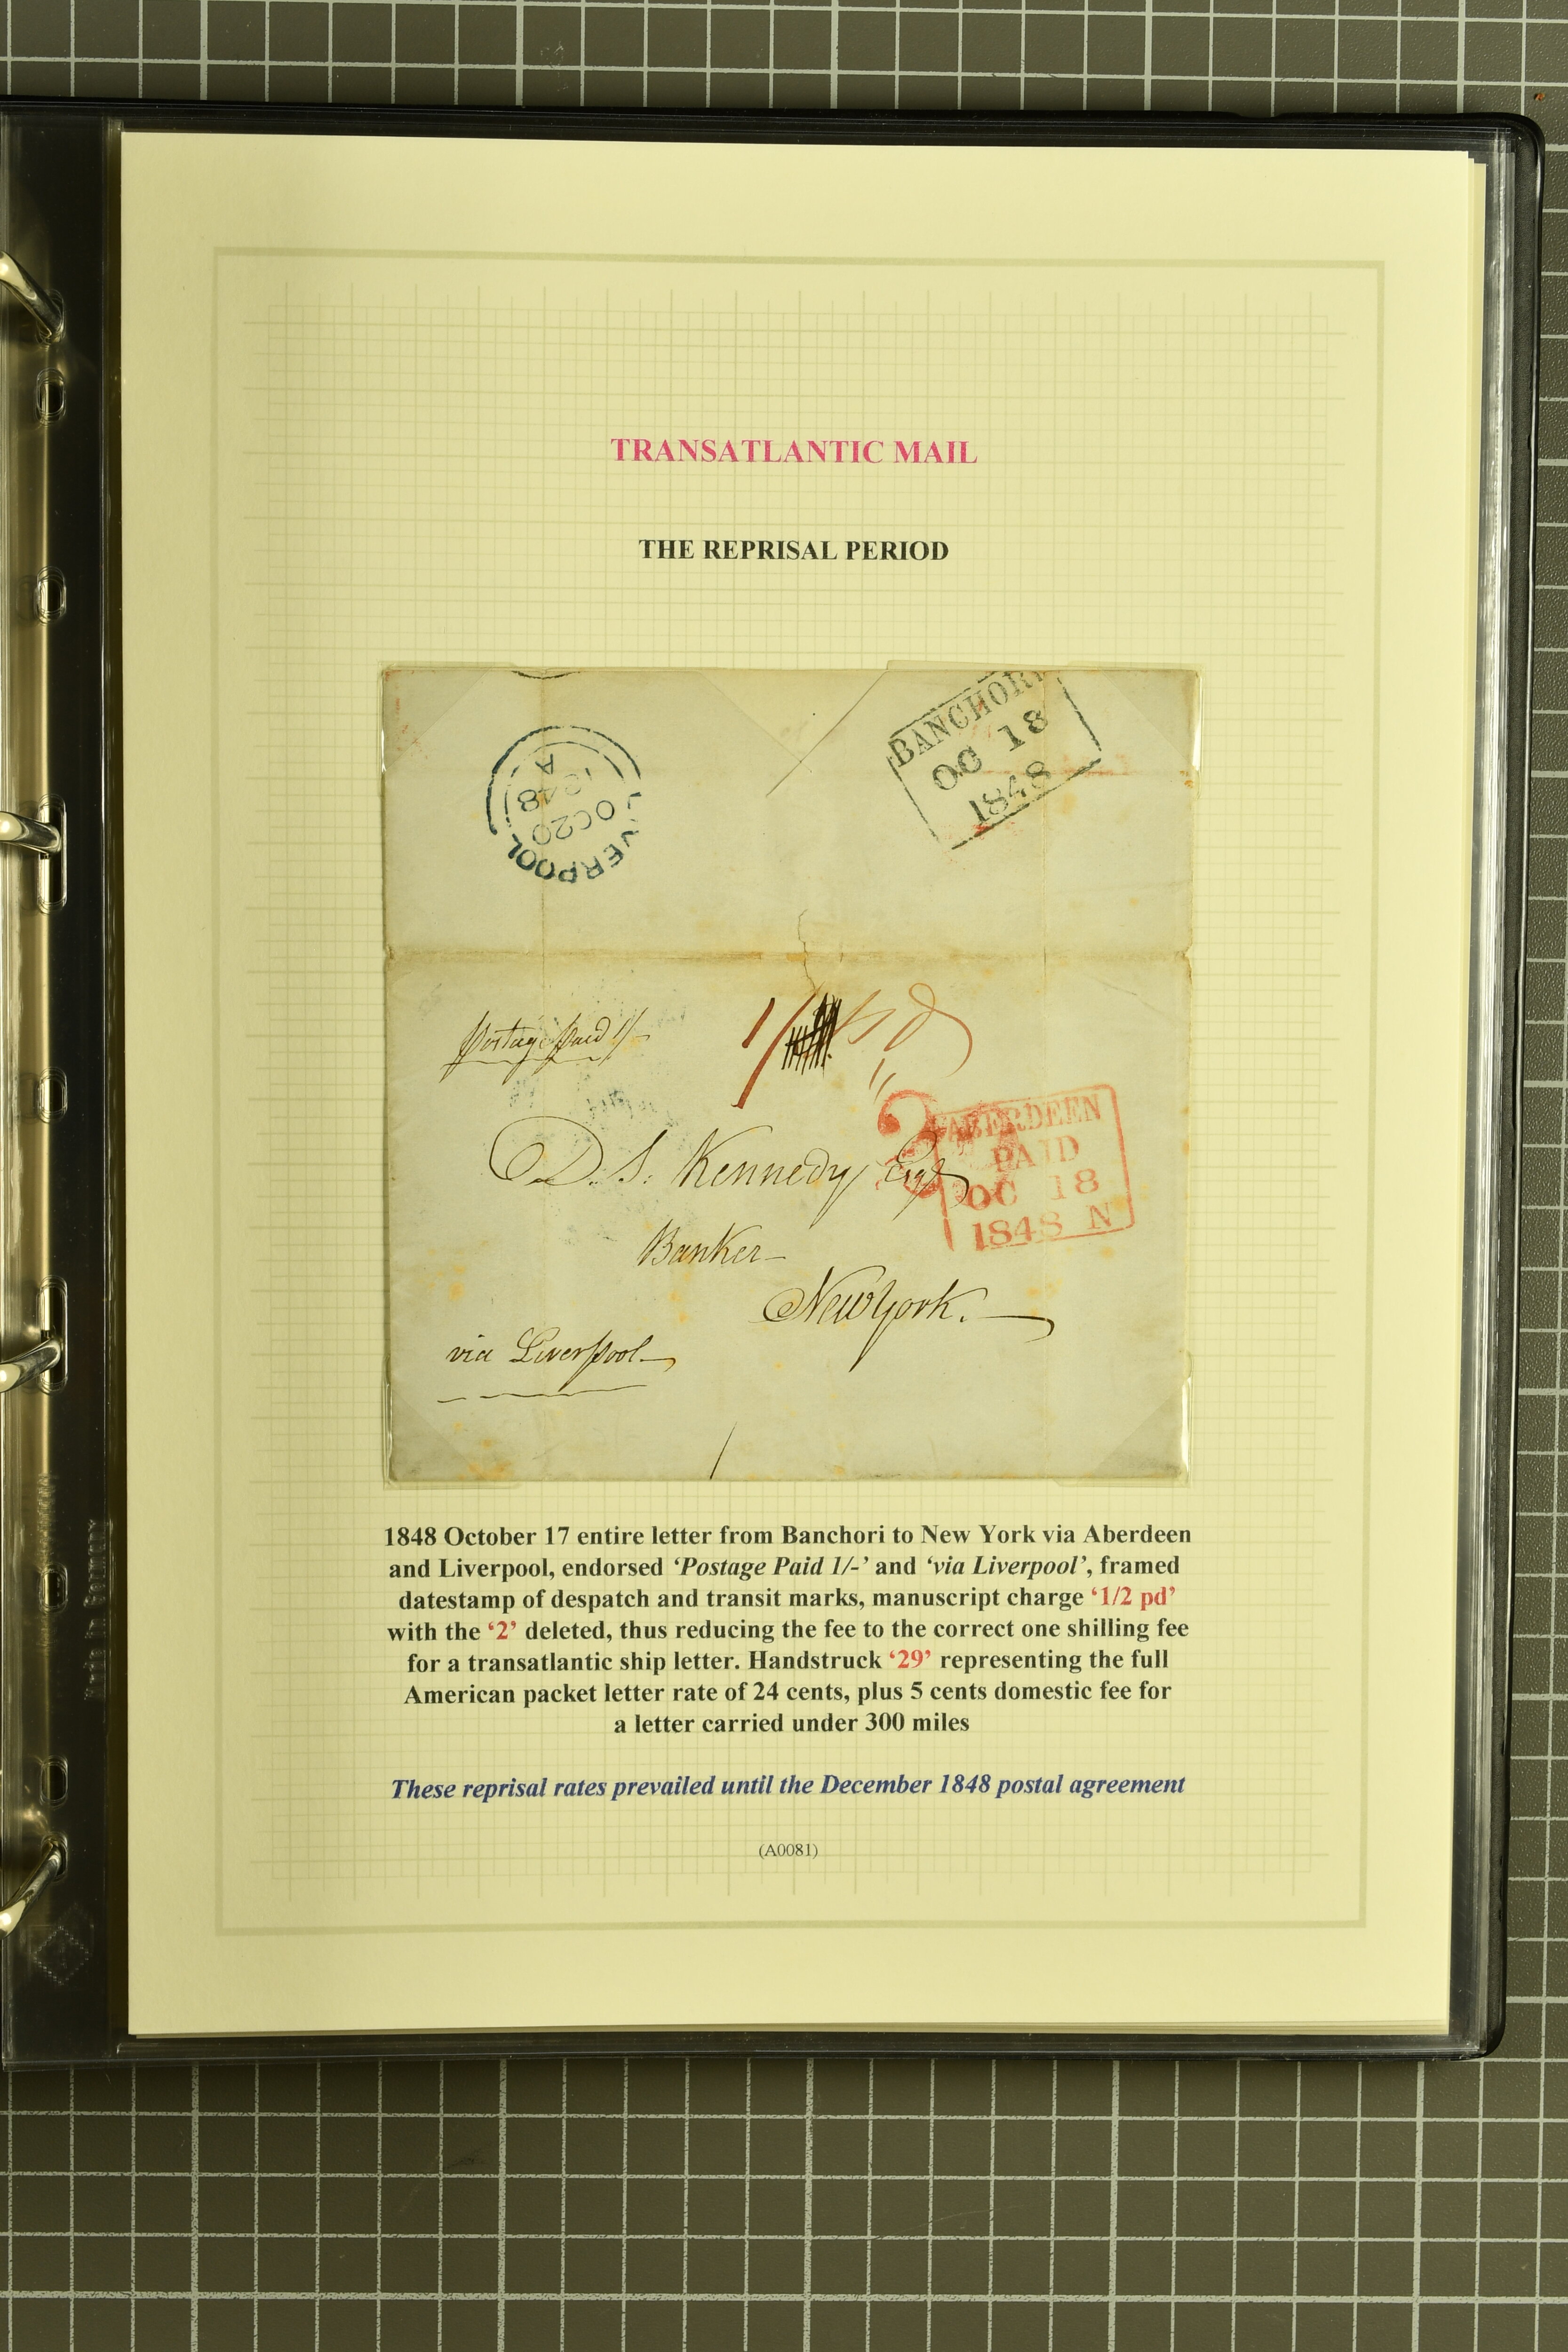 TRANSATLANTIC MAIL
THE REPRISAL PERIOD
LIVERPOOL
OC20
1848
A
BANCHORY
OC 18
1848
Postage Paid 1/-
1/ pd
29
ABERDEEN
PAID
OC 18
1848 N
D. S. Kennedy Esqr
Banker
New York.
via Liverpool
1848 October 17 entire letter from Banchori to New York via Aberdeen
and Liverpool, endorsed ‘Postage Paid 1/-’ and ‘via Liverpool’, framed
datestamp of despatch and transit marks, manuscript charge ‘1/2 pd’
with the ‘2’ deleted, thus reducing the fee to the correct one shilling fee
for a transatlantic ship letter. Handstruck ‘29’ representing the full
American packet letter rate of 24 cents, plus 5 cents domestic fee for
a letter carried under 300 miles
These reprisal rates prevailed until the December 1848 postal agreement
(A0081)